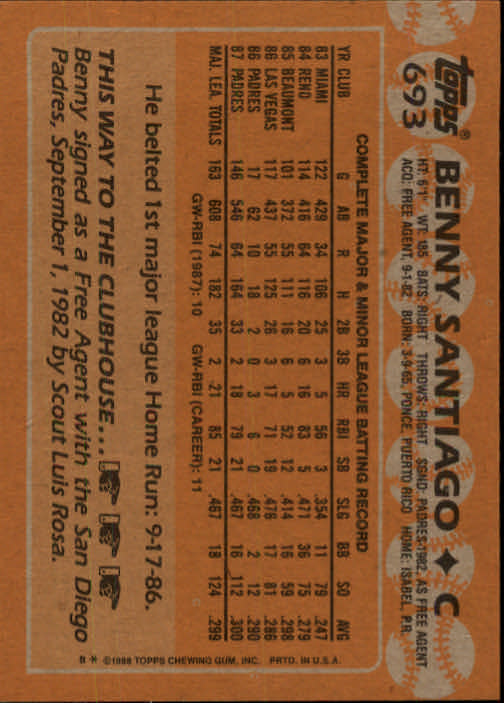 Topps®
693
BENNY SANTIAGO ♦ C
HT: 6'1" WT: 185 BATS: RIGHT THROWS: RIGHT SGND: PADRES-1982, AS FREE AGENT
ACQ: FREE AGENT, 9-1-82 BORN: 3-9-65, PONCE, PUERTO RICO HOME: ISABEL, P.R.
COMPLETE MAJOR & MINOR LEAGUE BATTING RECORD
YR CLUB G AB R H 2B 3B HR RBI SB SLG BB SO AVG
83 MIAMI 122 429 34 106 25 3 5 56 3 .354 11 79 .247
84 RENO 114 416 64 116 20 6 16 83 5 .471 36 75 .279
85 BEAUMONT 101 372 55 111 16 6 5 52 12 .414 16 59 .298
86 LAS VEGAS 117 437 55 125 26 3 17 71 19 .476 17 81 .286
86 PADRES 17 62 10 18 2 0 3 6 0 .468 2 12 .290
87 PADRES 146 546 64 164 33 2 18 79 21 .467 16 112 .300
MAJ. LEA. TOTALS 163 608 74 182 35 2 21 85 21 .467 18 124 .299
GW-RBI (1987): 10 GW-RBI (CAREER): 11
He belted 1st major league Home Run: 9-17-86.
THIS WAY TO THE CLUBHOUSE...
Benny signed as a Free Agent with the San Diego
Padres, September 1, 1982 by Scout Luis Rosa.
B * ©1988 TOPPS CHEWING GUM, INC. PRTD. IN U.S.A.